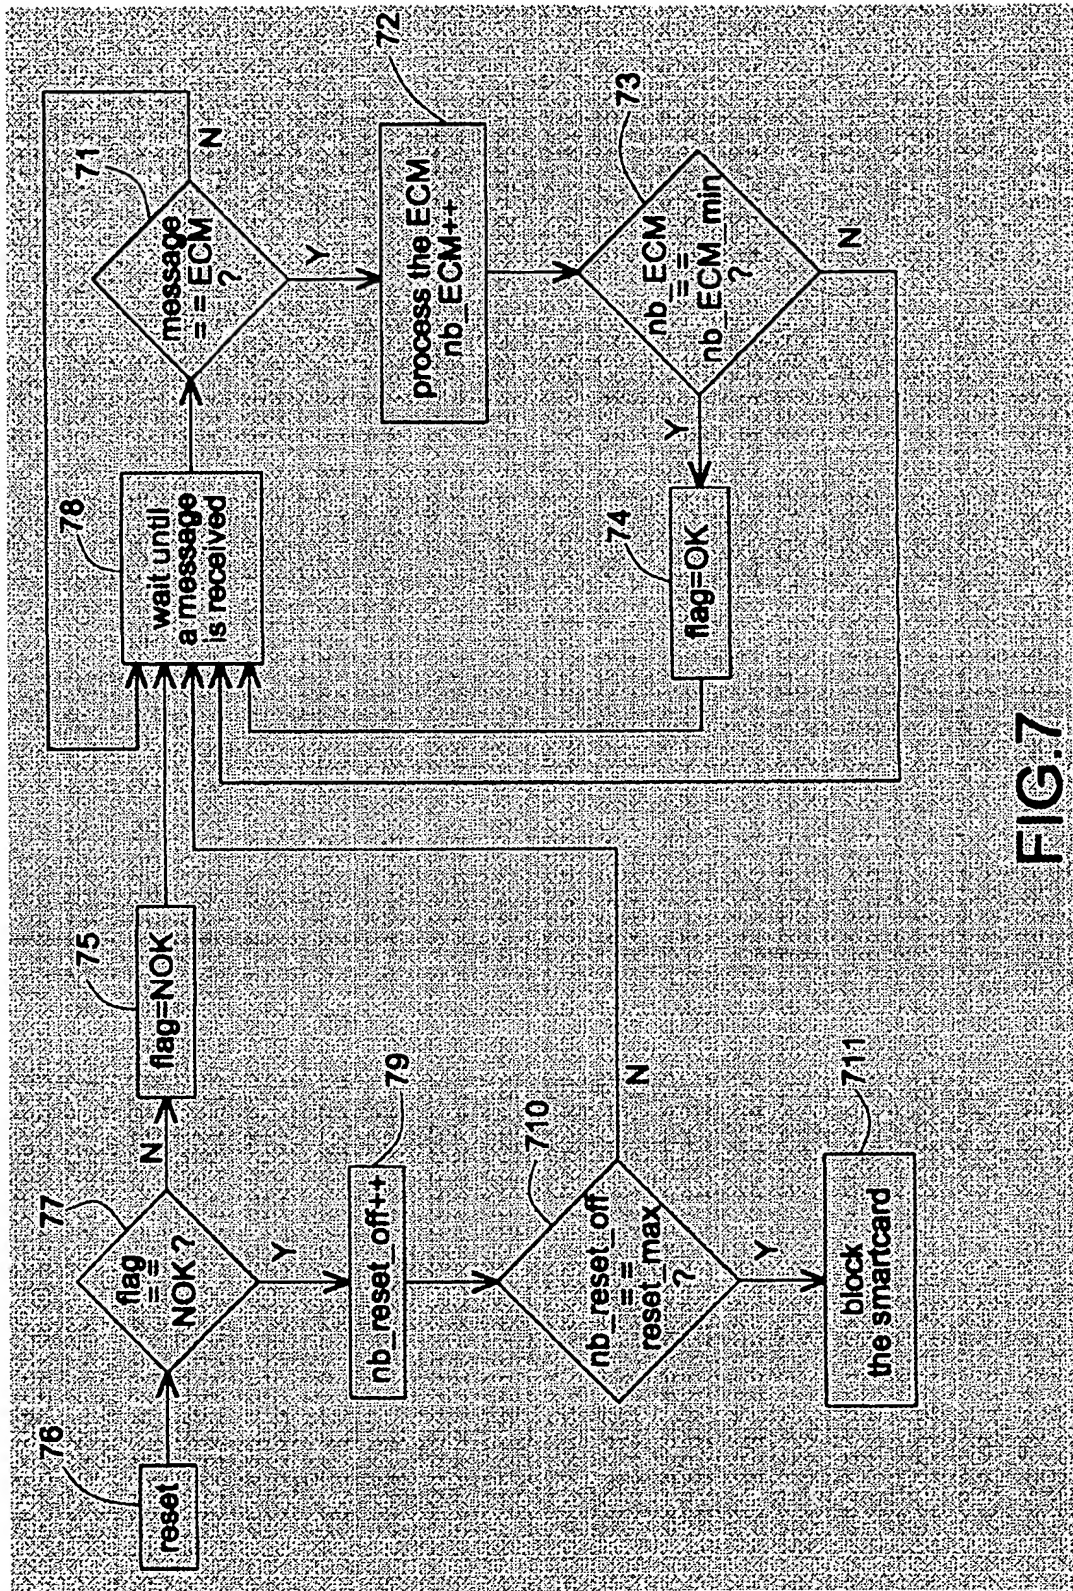 76
reset
77
flag
==
NOK?
N
Y
75
flag=NOK
79
nb_reset_off++
710
nb_reset_off
==
reset_max
?
N
Y
711
block
the smartcard
78
wait until
a message
is received
71
message
==ECM
?
N
Y
72
process the ECM
nb_ECM++
73
nb_ECM
==
nb_ECM_min
?
Y
N
74
flag=OK
FIG.7